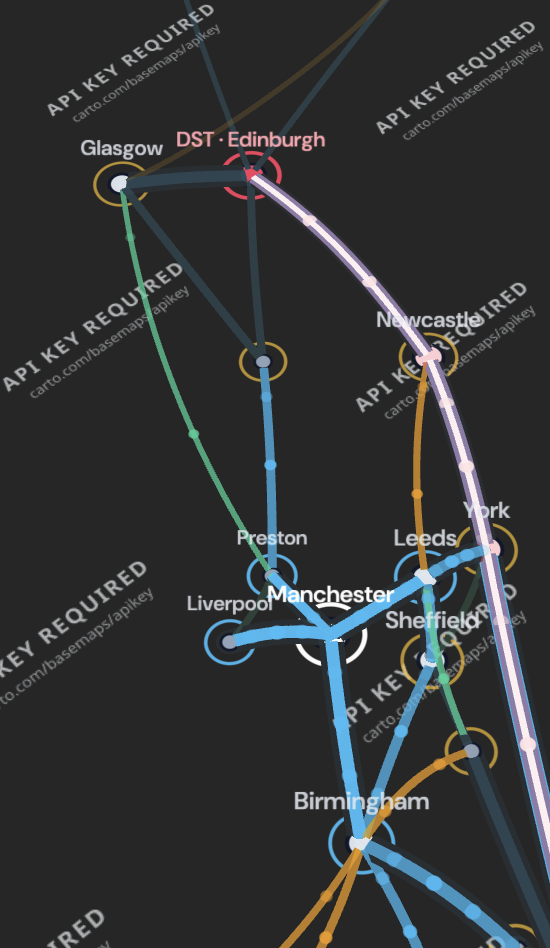 API KEY REQUIRED
carto.com/basemaps/apikey
API KEY REQUIRED
carto.com/basemaps/apikey
Glasgow
DST · Edinburgh
API KEY REQUIRED
carto.com/basemaps/apikey
Newcastle
API KEY REQUIRED
carto.com/basemaps/apikey
York
Preston
Leeds
Manchester
Liverpool
Sheffield
KEY REQUIRED
carto.com/basemaps/apikey
API KEY REQUIRED
carto.com/basemaps/apikey
Birmingham